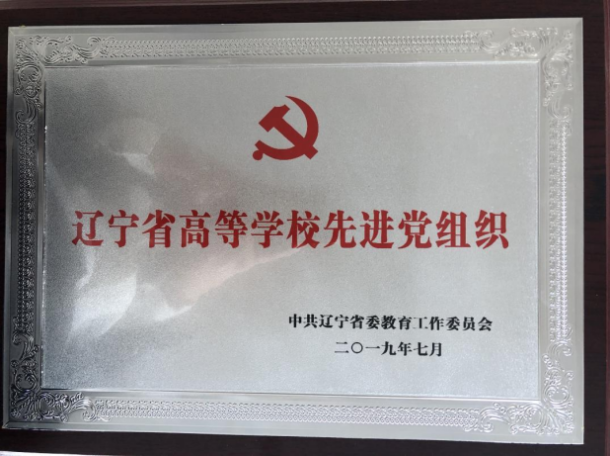 辽宁省高等学校先进党组织
中共辽宁省委教育工作委员会
二〇一九年七月